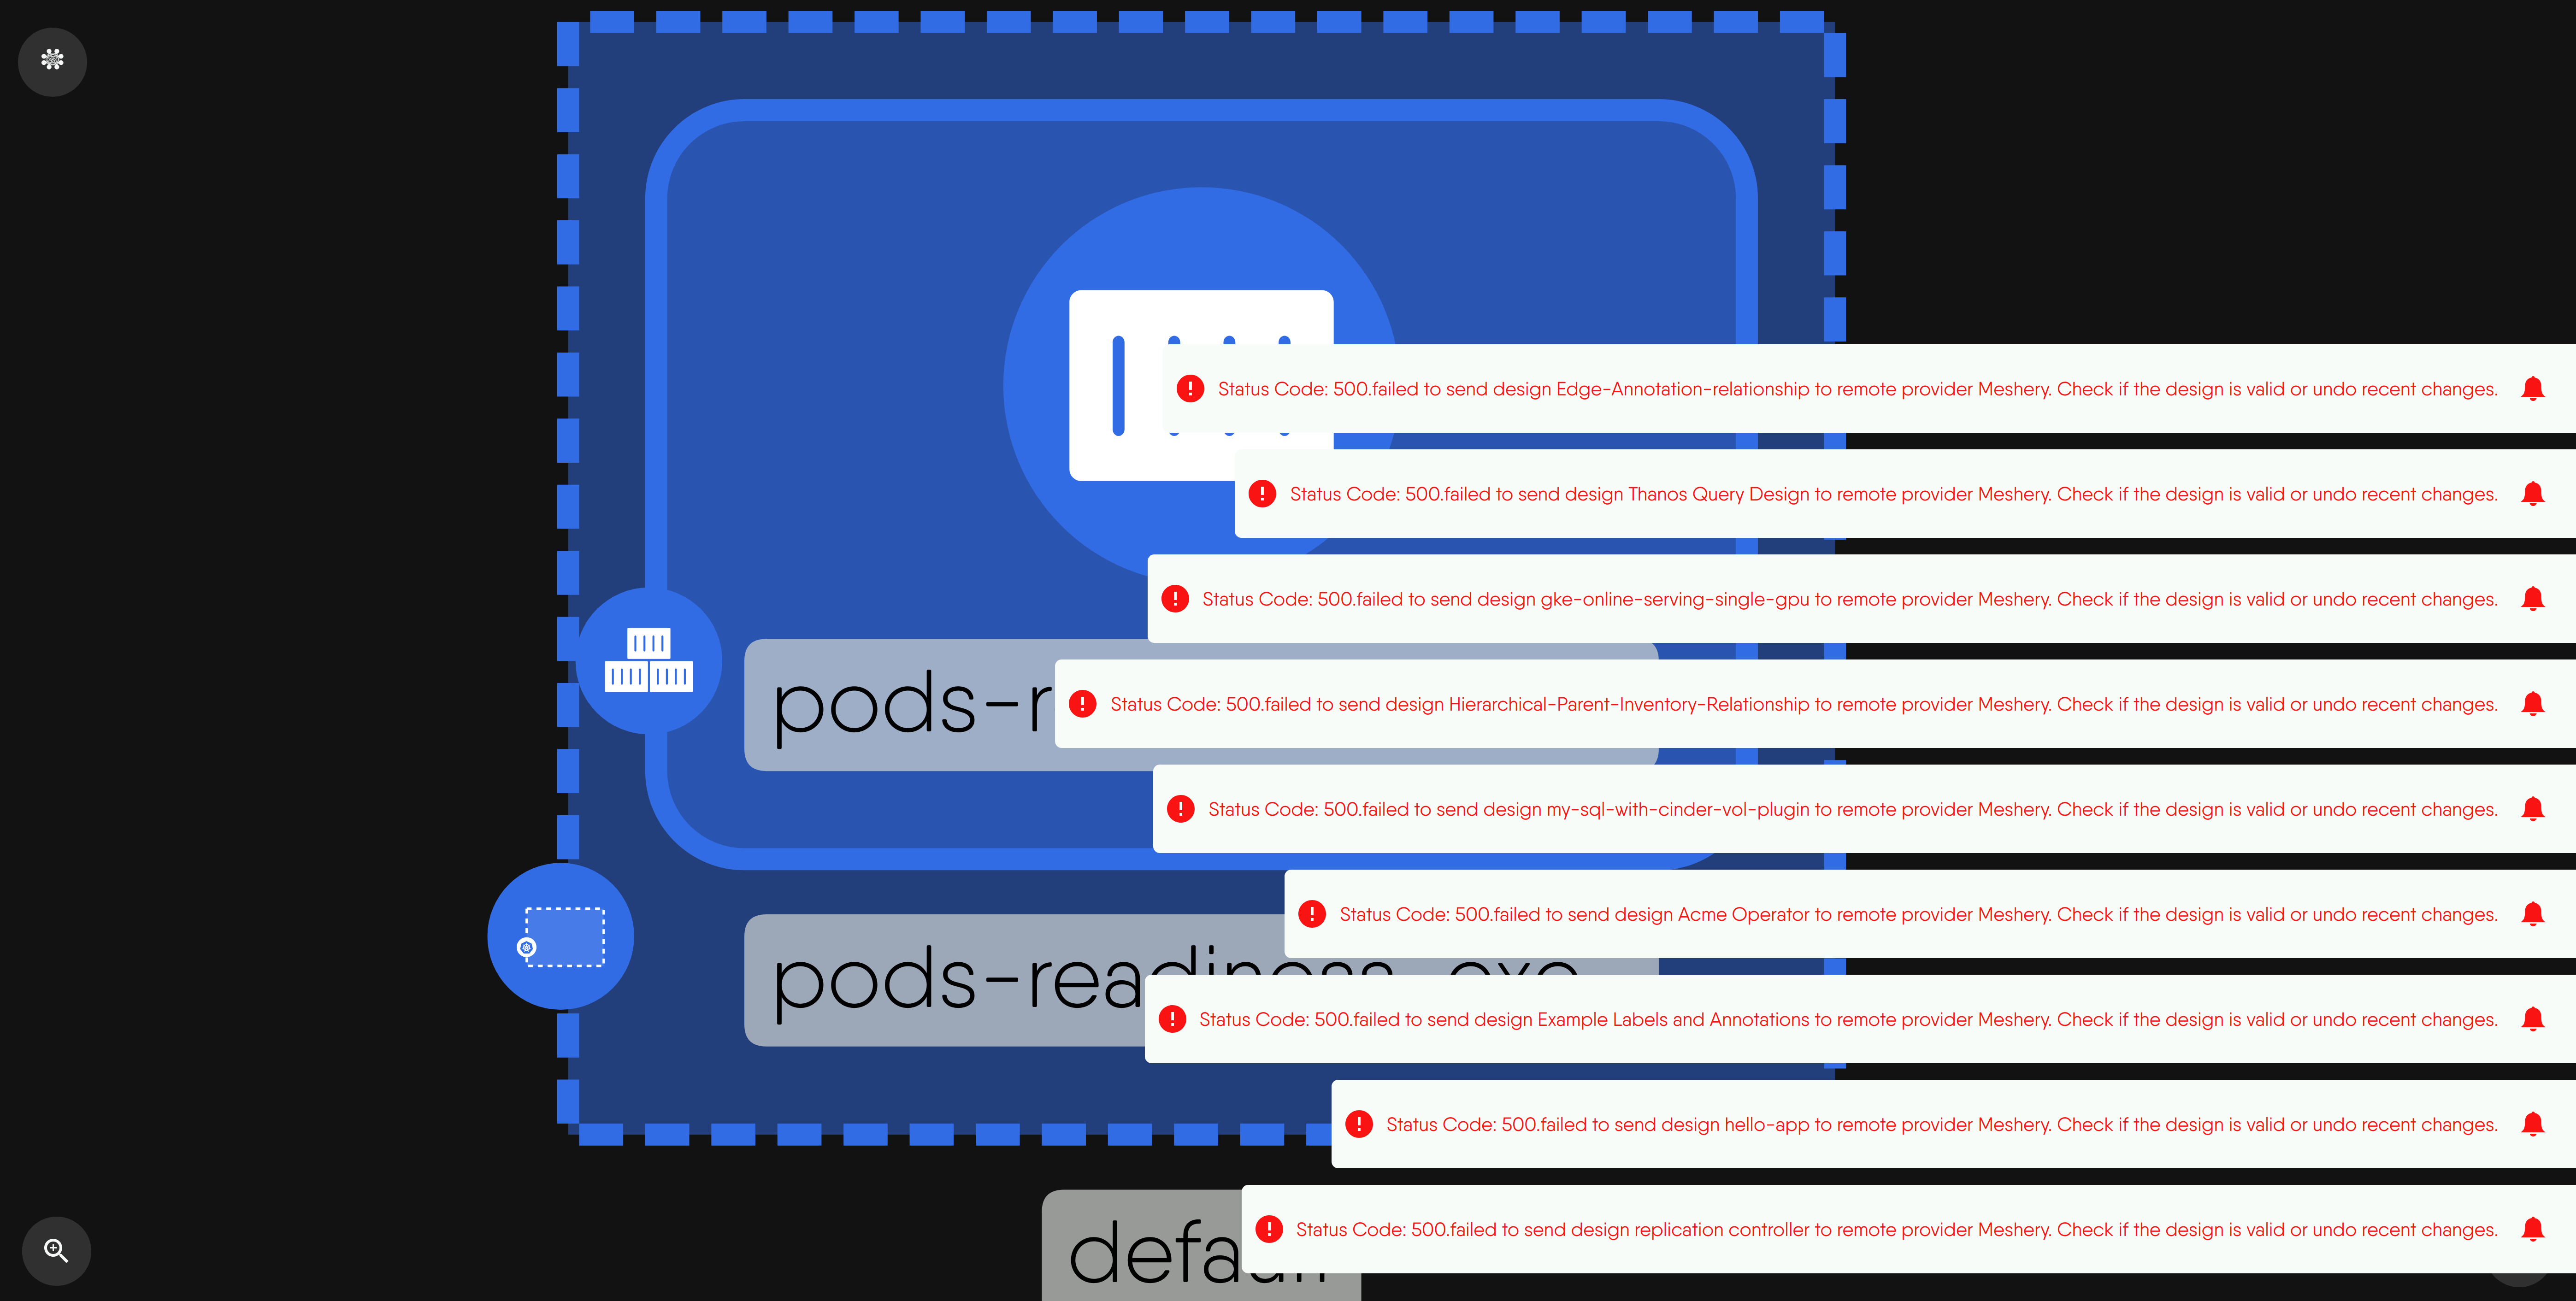 Status Code: 500.failed to send design Edge-Annotation-relationship to remote provider Meshery. Check if the design is valid or undo recent changes.
Status Code: 500.failed to send design Thanos Query Design to remote provider Meshery. Check if the design is valid or undo recent changes.
Status Code: 500.failed to send design gke-online-serving-single-gpu to remote provider Meshery. Check if the design is valid or undo recent changes.
pods-r
Status Code: 500.failed to send design Hierarchical-Parent-Inventory-Relationship to remote provider Meshery. Check if the design is valid or undo recent changes.
Status Code: 500.failed to send design my-sql-with-cinder-vol-plugin to remote provider Meshery. Check if the design is valid or undo recent changes.
Status Code: 500.failed to send design Acme Operator to remote provider Meshery. Check if the design is valid or undo recent changes.
pods-readiness-exe
Status Code: 500.failed to send design Example Labels and Annotations to remote provider Meshery. Check if the design is valid or undo recent changes.
Status Code: 500.failed to send design hello-app to remote provider Meshery. Check if the design is valid or undo recent changes.
Status Code: 500.failed to send design replication controller to remote provider Meshery. Check if the design is valid or undo recent changes.
default